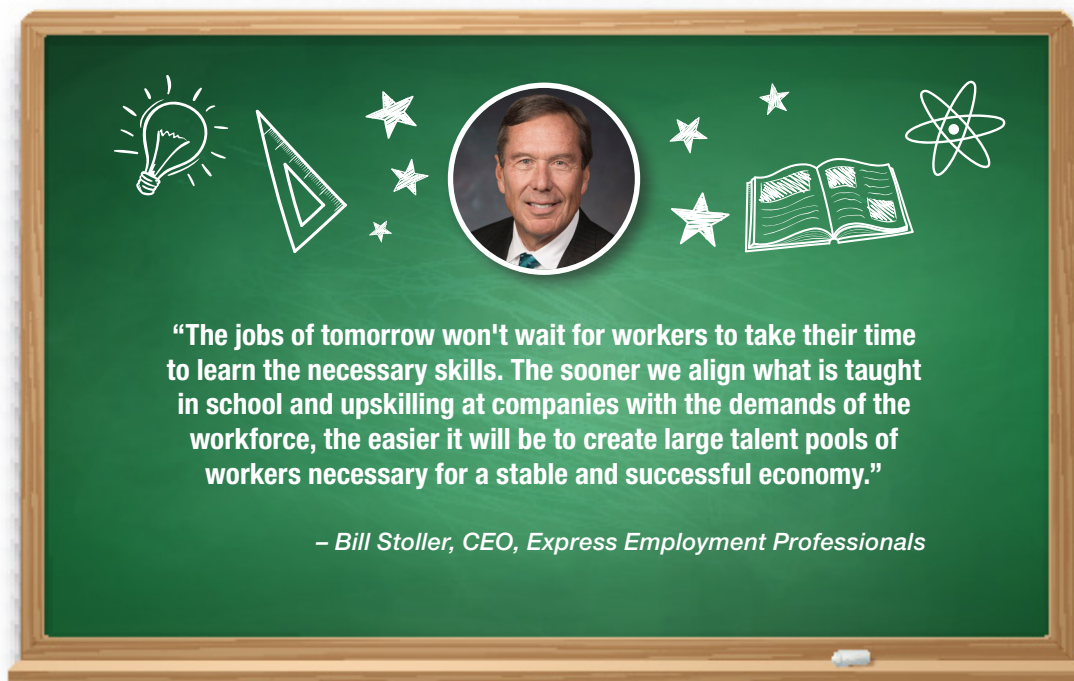 “The jobs of tomorrow won't wait for workers to take their time
to learn the necessary skills. The sooner we align what is taught
in school and upskilling at companies with the demands of the
workforce, the easier it will be to create large talent pools of
workers necessary for a stable and successful economy.”
– Bill Stoller, CEO, Express Employment Professionals